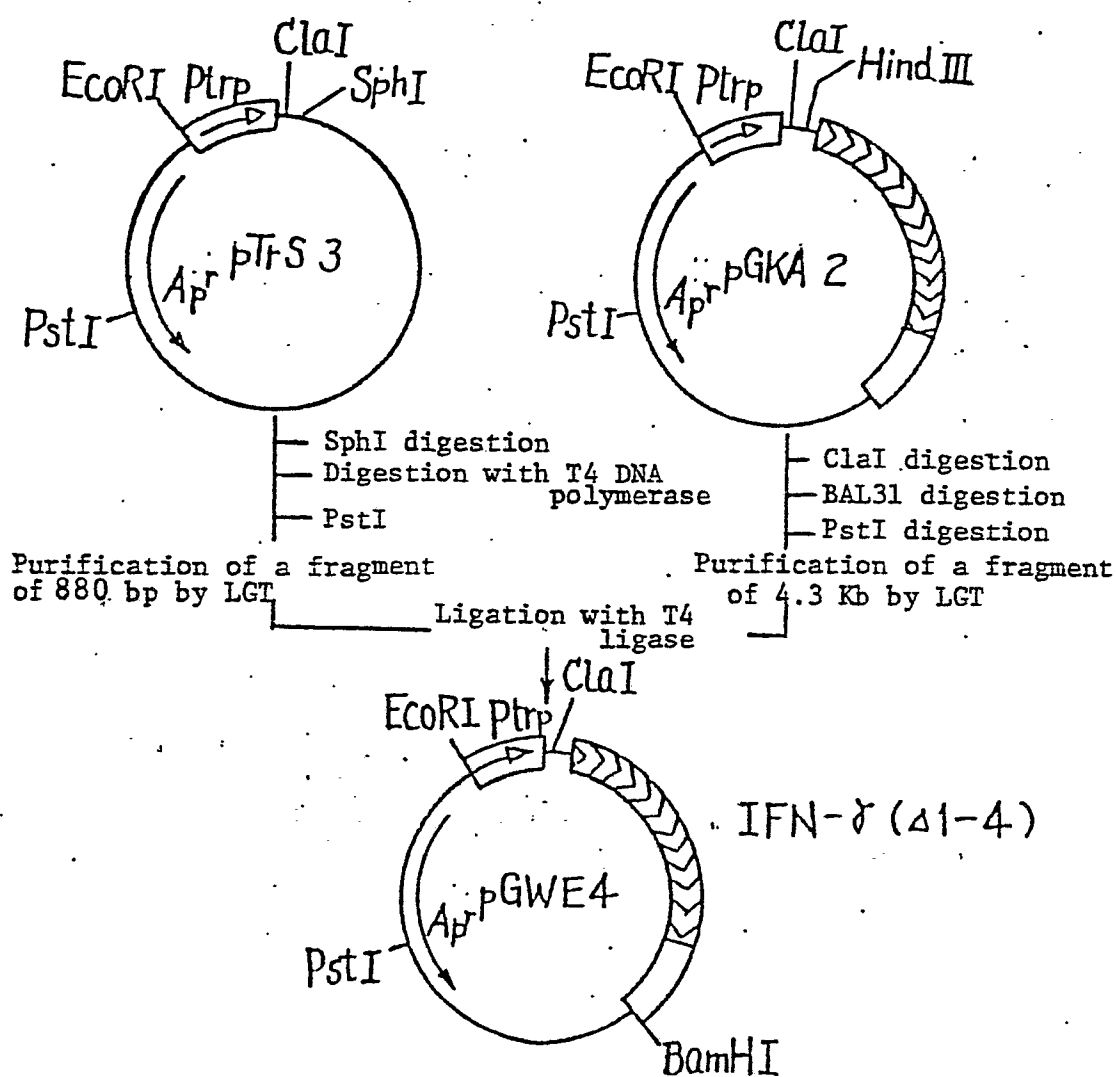 ClaI
EcoRI Ptrp
SphI
pTrS 3
Apr
PstI
ClaI
EcoRI Ptrp
Hind III
pGKA 2
Apr
PstI
SphI digestion
Digestion with T4 DNA
polymerase
PstI
Purification of a fragment
of 880 bp by LGT
ClaI digestion
BAL31 digestion
PstI digestion
Purification of a fragment
of 4.3 Kb by LGT
Ligation with T4
ligase
ClaI
EcoRI Ptrp
IFN-γ (Δ1-4)
pGWE4
Apr
PstI
BamHI